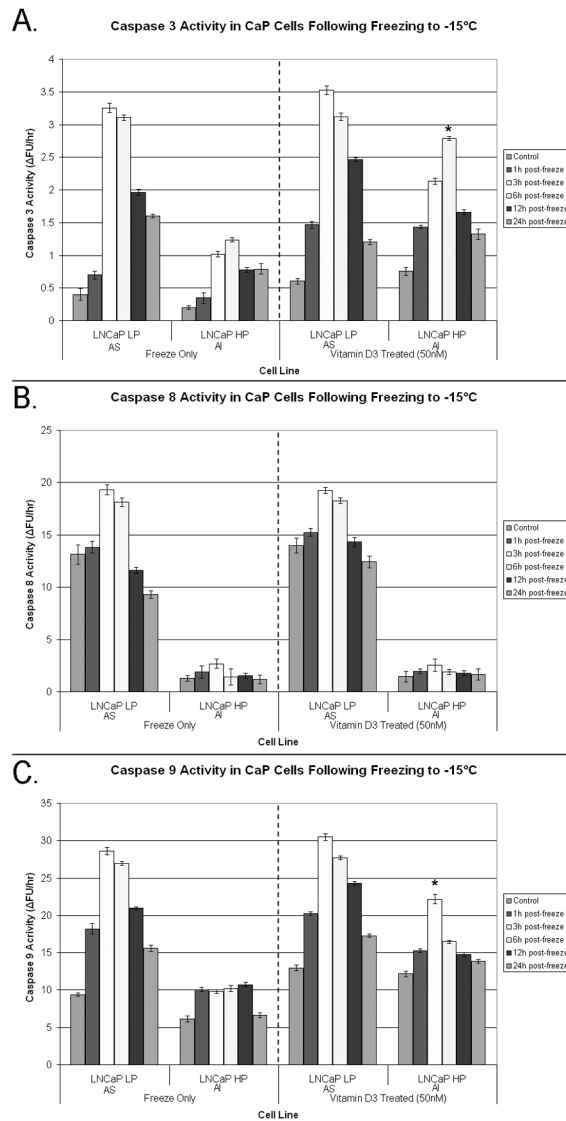 A.
Caspase 3 Activity in CaP Cells Following Freezing to -15°C
Caspase 3 Acrivity (ΔFU/hr)
4
3.5
3
2.5
2
1.5
1
0.5
0
*
Control
1h post-freeze
3h post-freeze
6h post-freeze
12h post-freeze
24h post-freeze
LNCaP LP
AS
LNCaP HP
AI
LNCaP LP
AS
LNCaP HP
AI
Freeze Only
Vitamin D3 Treated (50nM)
Cell Line
B.
Caspase 8 Activity in CaP Cells Following Freezing to -15°C
Caspase 8 Acrivity (ΔFU/hr)
25
20
15
10
5
0
Control
1h post-freeze
3h post-freeze
6h post-freeze
12h post-freeze
24h post-freeze
LNCaP LP
AS
LNCaP HP
AI
LNCaP LP
AS
LNCaP HP
AI
Freeze Only
Vitamin D3 Treated (50nM)
Cell Line
C.
Caspase 9 Activity in CaP Cells Following Freezing to -15°C
Caspase 9 Acrivity (ΔFU/hr)
35
30
25
20
15
10
5
0
*
Control
1h post-freeze
3h post-freeze
6h post-freeze
12h post-freeze
24h post-freeze
LNCaP LP
AS
LNCaP HP
AI
LNCaP LP
AS
LNCaP HP
AI
Freeze Only
Vitamin D3 Treated (50nM)
Cell Line